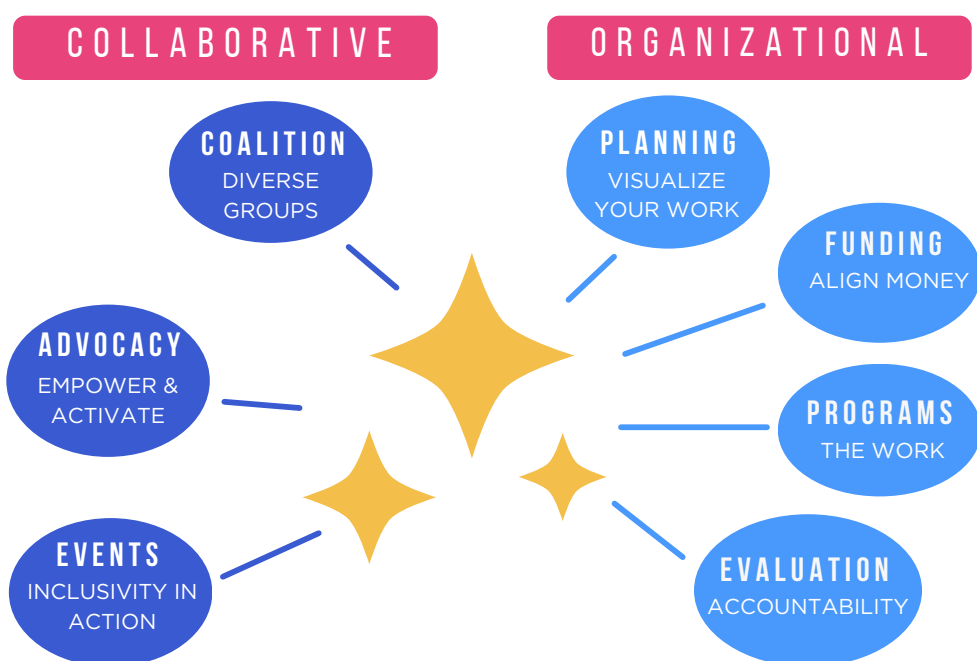 COLLABORATIVE
COALITION
DIVERSE
GROUPS
ADVOCACY
EMPOWER &
ACTIVATE
EVENTS
INCLUSIVITY IN
ACTION
ORGANIZATIONAL
PLANNING
VISUALIZE
YOUR WORK
FUNDING
ALIGN MONEY
PROGRAMS
THE WORK
EVALUATION
ACCOUNTABILITY